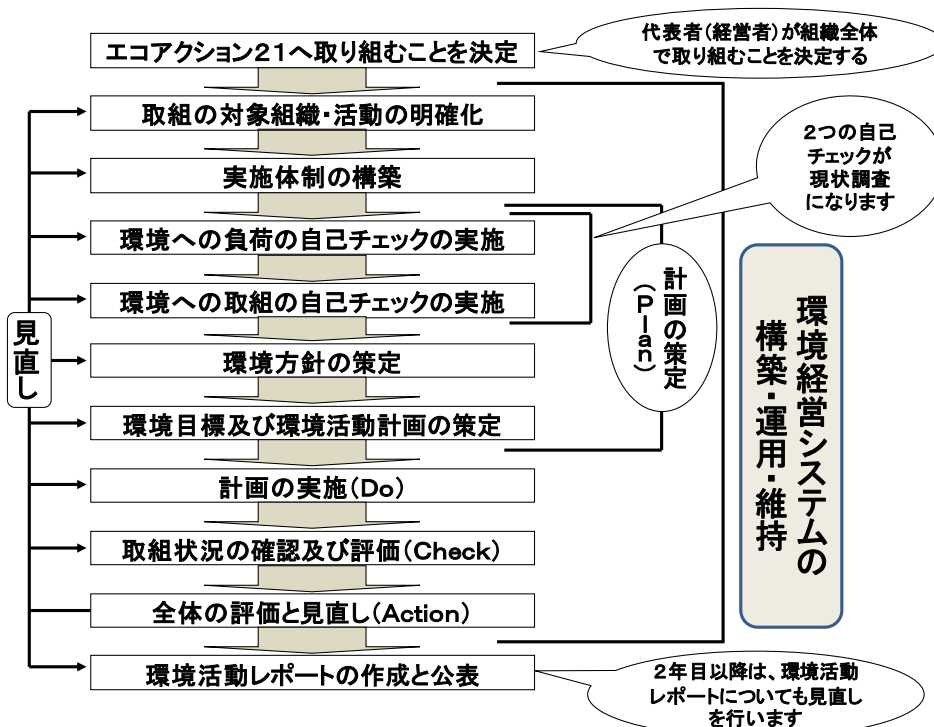 エコアクション21へ取り組むことを決定
代表者(経営者)が組織全体
で取り組むことを決定する
取組の対象組織・活動の明確化
実施体制の構築
2つの自己
チェックが
現状調査
になります
環境への負荷の自己チェックの実施
環境への取組の自己チェックの実施
計画の策定
(Plan)
見直し
環境方針の策定
環境目標及び環境活動計画の策定
環境経営システムの
構築・運用・維持
計画の実施(Do)
取組状況の確認及び評価(Check)
全体の評価と見直し(Action)
環境活動レポートの作成と公表
2年目以降は、環境活動
レポートについても見直し
を行います